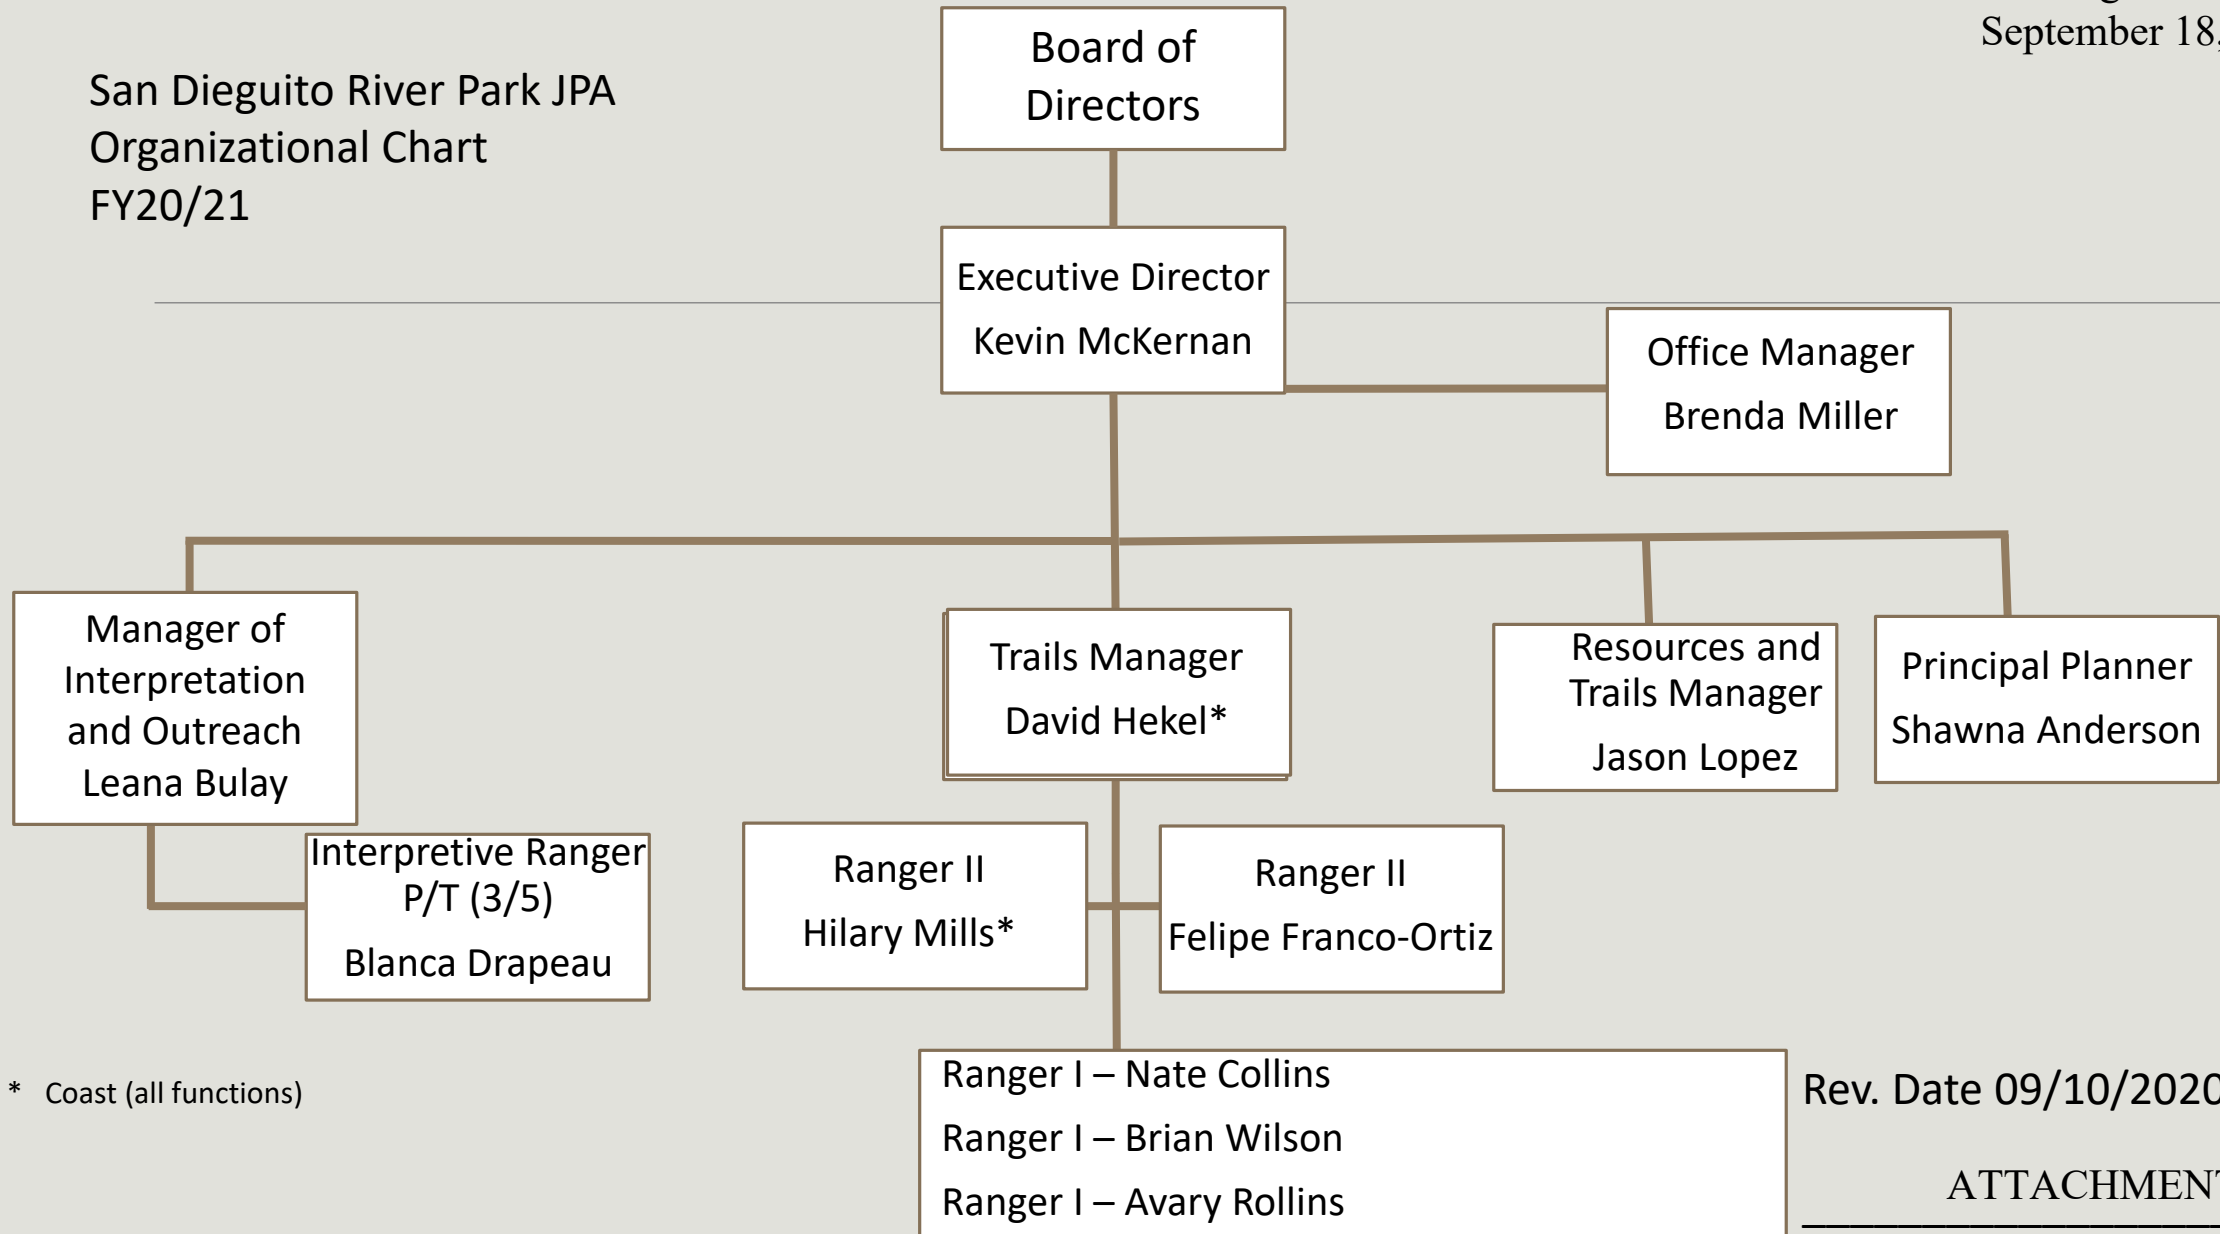 September 18,
San Dieguito River Park JPA
Organizational Chart
FY20/21
Board of
Directors
Executive Director
Kevin McKernan
Office Manager
Brenda Miller
Manager of
Interpretation
and Outreach
Leana Bulay
Trails Manager
David Hekel*
Resources and
Trails Manager
Jason Lopez
Principal Planner
Shawna Anderson
Interpretive Ranger
P/T (3/5)
Blanca Drapeau
Ranger II
Hilary Mills*
Ranger II
Felipe Franco-Ortiz
* Coast (all functions)
Ranger I – Nate Collins
Ranger I – Brian Wilson
Ranger I – Avary Rollins
Rev. Date 09/10/2020
ATTACHMENT